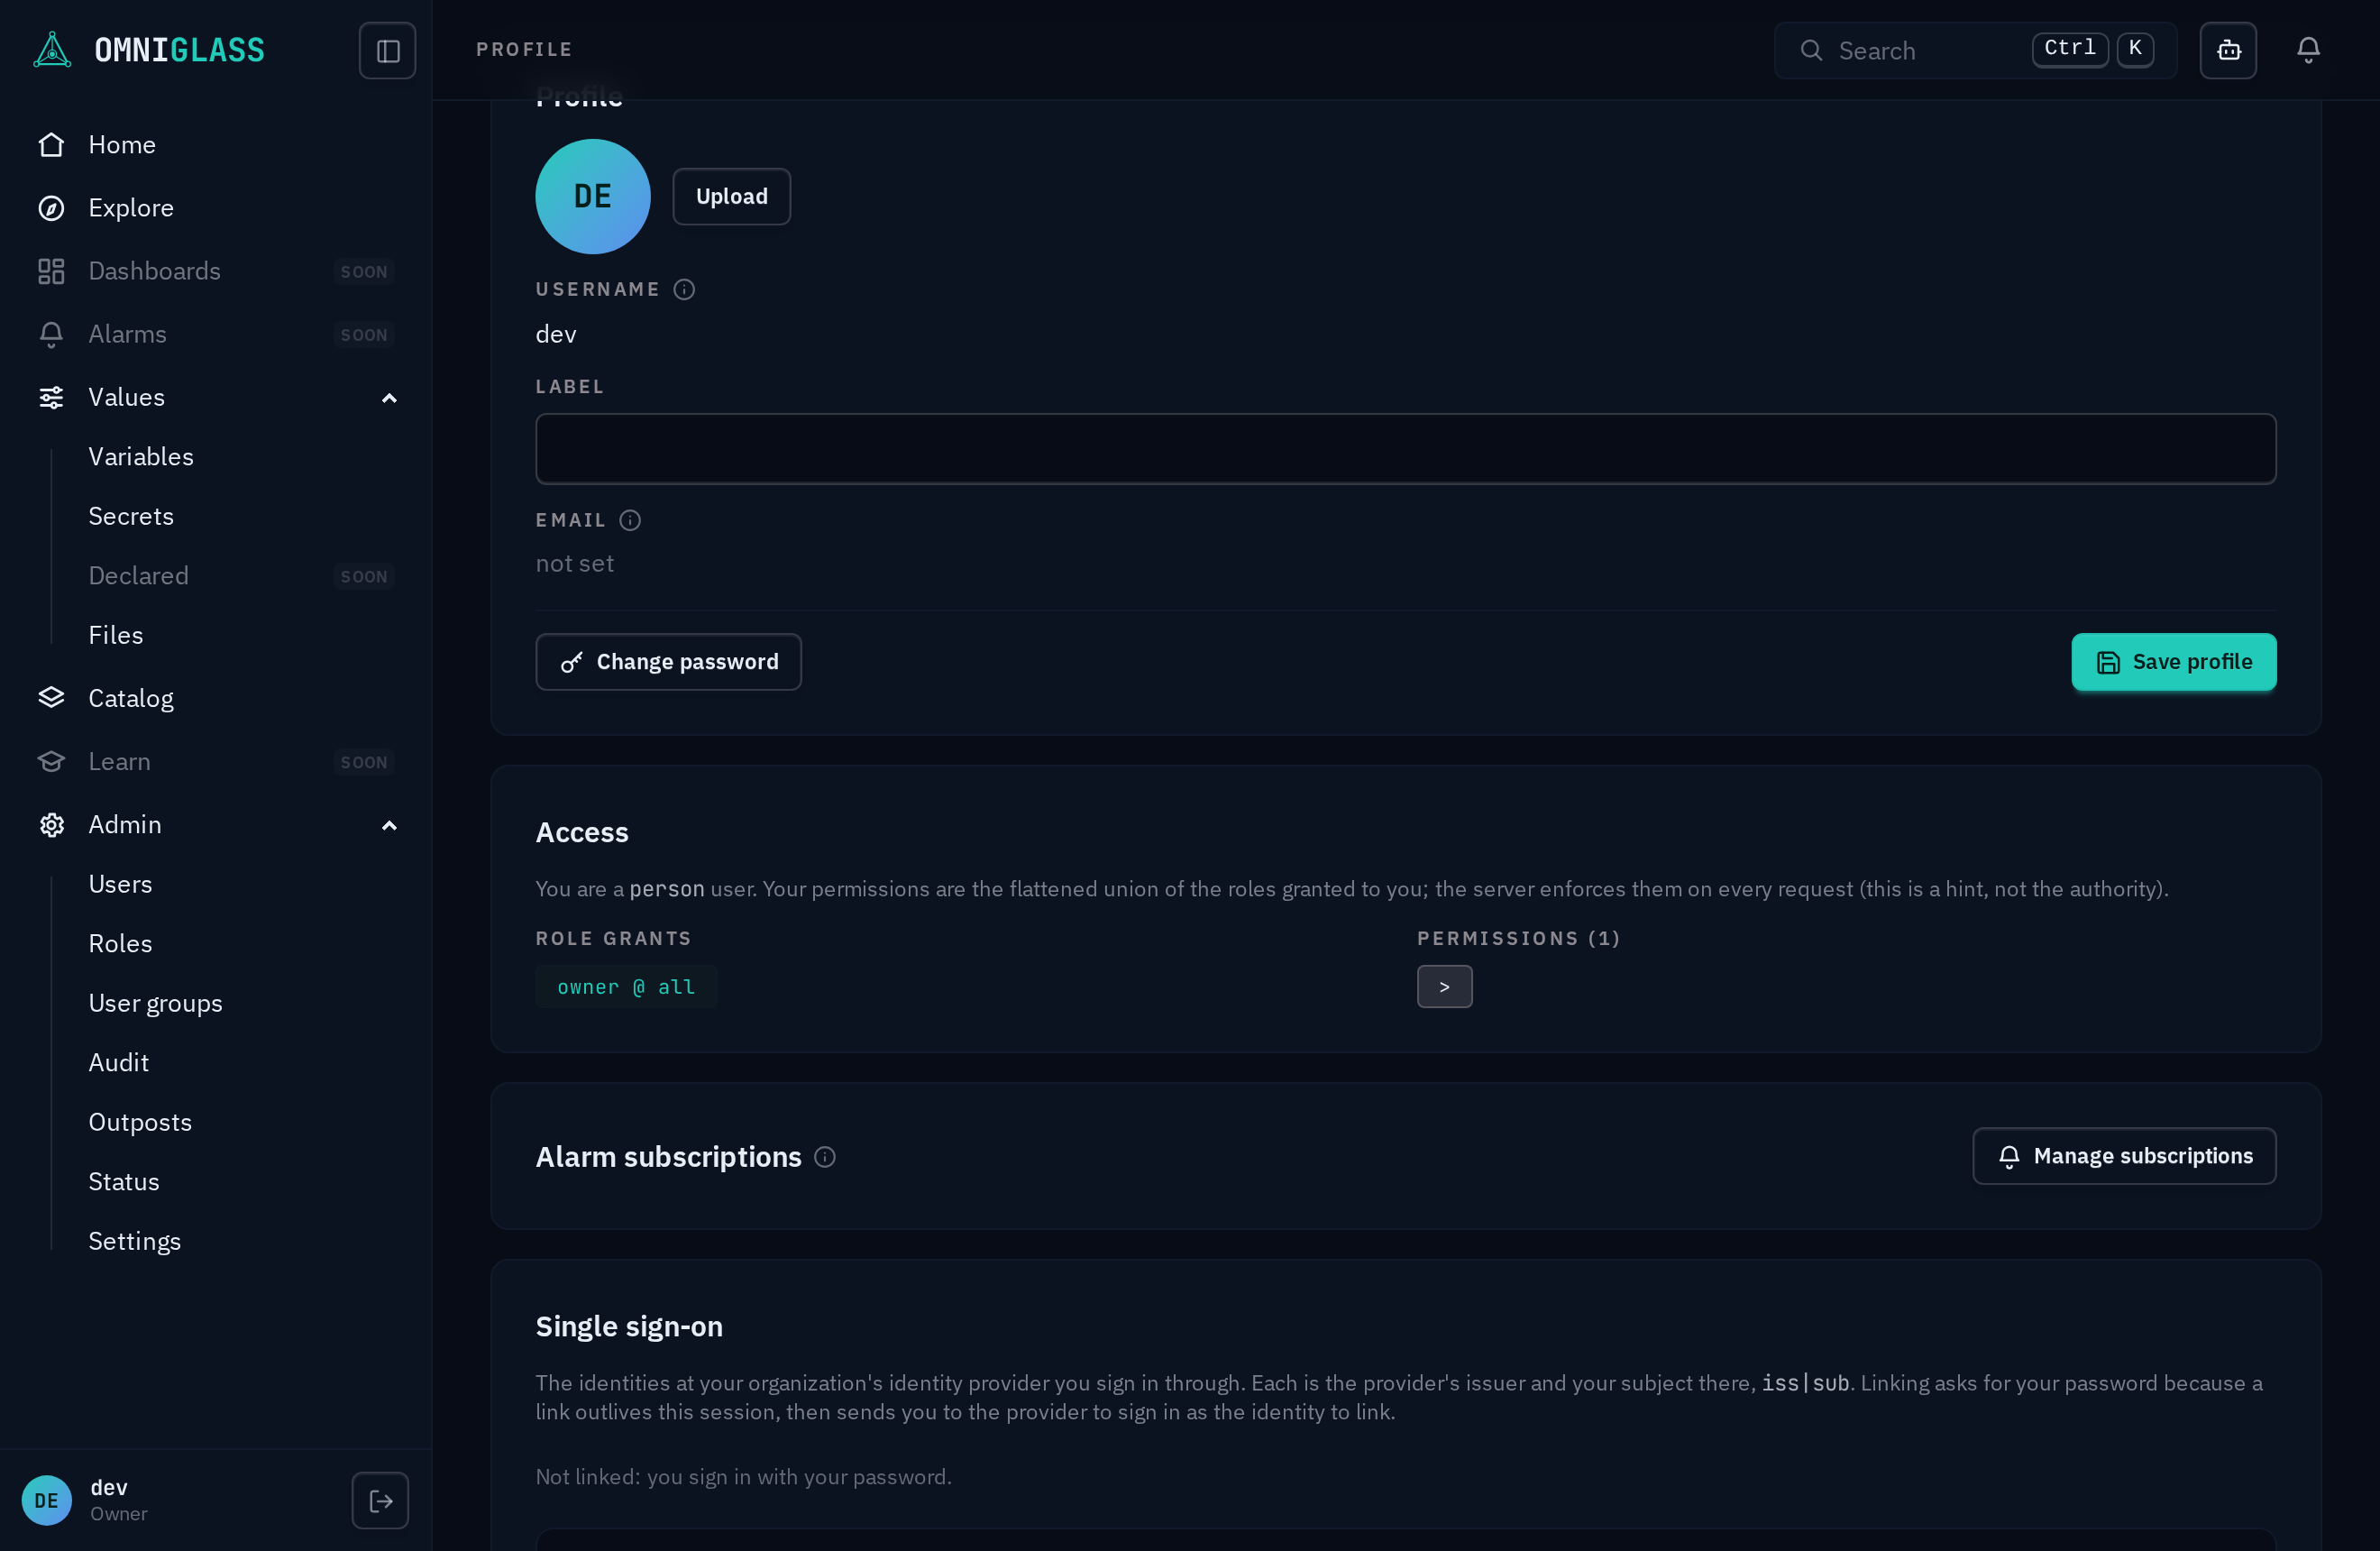 OMNIGLASS
PROFILE
Search
Ctrl K
Home
Explore
Dashboards SOON
Alarms SOON
Values
Variables
Secrets
Declared SOON
Files
Catalog
Learn SOON
Admin
Users
Roles
User groups
Audit
Outposts
Status
Settings
DE
dev
Owner
Profile
DE
Upload
USERNAME
dev
LABEL
EMAIL
not set
Change password
Save profile
Access
You are a person user. Your permissions are the flattened union of the roles granted to you; the server enforces them on every request (this is a hint, not the authority).
ROLE GRANTS
owner @ all
PERMISSIONS (1)
>
Alarm subscriptions
Manage subscriptions
Single sign-on
The identities at your organization's identity provider you sign in through. Each is the provider's issuer and your subject there, iss|sub. Linking asks for your password because a
link outlives this session, then sends you to the provider to sign in as the identity to link.
Not linked: you sign in with your password.